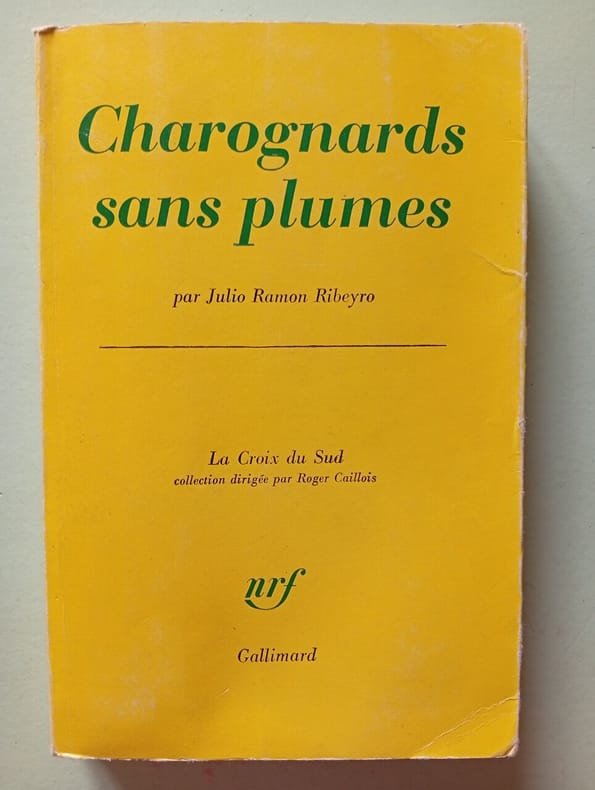 Charognards
sans plumes
par Julio Ramon Ribeyro
La Croix du Sud
collection dirigée par Roger Caillois
nrf
Gallimard